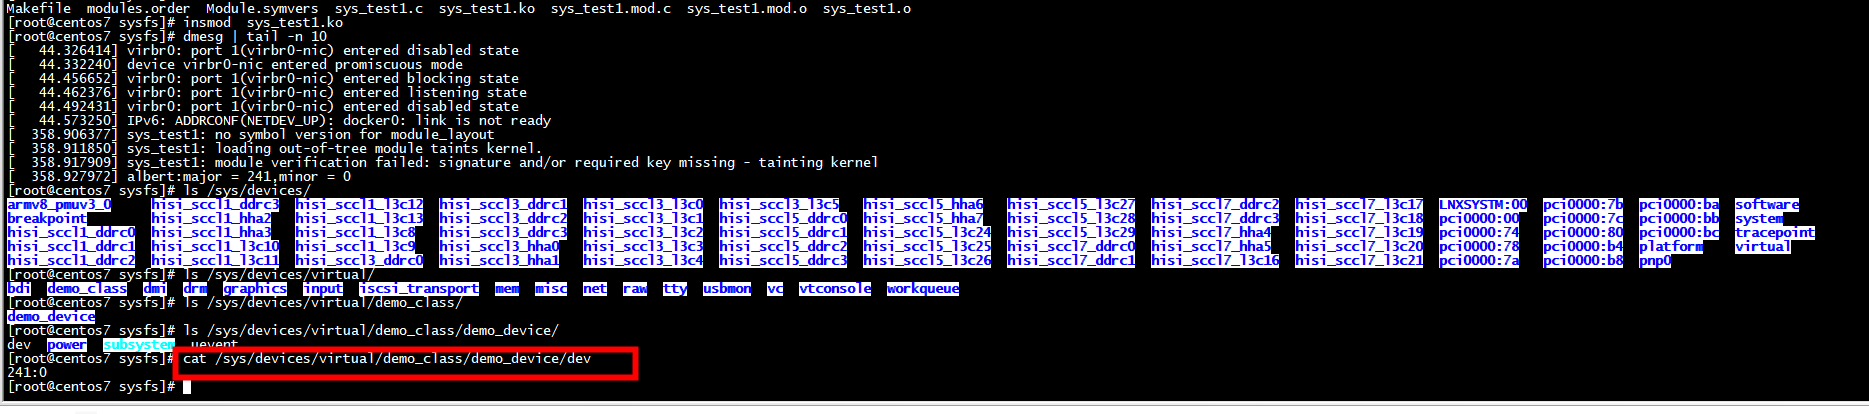 Makefile  modules.order  Module.symvers  sys_test1.c  sys_test1.ko  sys_test1.mod.c  sys_test1.mod.o  sys_test1.o
[root@centos7 sysfs]# insmod  sys_test1.ko
[root@centos7 sysfs]# dmesg | tail -n 10
[   44.326414] virbr0: port 1(virbr0-nic) entered disabled state
[   44.332240] device virbr0-nic entered promiscuous mode
[   44.456652] virbr0: port 1(virbr0-nic) entered blocking state
[   44.462376] virbr0: port 1(virbr0-nic) entered listening state
[   44.492431] virbr0: port 1(virbr0-nic) entered disabled state
[   44.573250] IPv6: ADDRCONF(NETDEV_UP): docker0: link is not ready
[  358.906377] sys_test1: no symbol version for module_layout
[  358.911850] sys_test1: loading out-of-tree module taints kernel.
[  358.917909] sys_test1: module verification failed: signature and/or required key missing - tainting kernel
[  358.927972] albert:major = 241,minor = 0
[root@centos7 sysfs]# ls /sys/devices/
armv8_pmuv3_0     hisi_sccl1_ddrc3  hisi_sccl1_l3c12  hisi_sccl3_ddrc1  hisi_sccl3_l3c0  hisi_sccl3_l3c5   hisi_sccl5_hha6   hisi_sccl5_l3c27  hisi_sccl7_ddrc2  hisi_sccl7_l3c17  LNXSYSTM:00  pci0000:7b  pci0000:ba  software
breakpoint        hisi_sccl1_hha2   hisi_sccl1_l3c13  hisi_sccl3_ddrc2  hisi_sccl3_l3c1  hisi_sccl5_ddrc0  hisi_sccl5_hha7   hisi_sccl5_l3c28  hisi_sccl7_ddrc3  hisi_sccl7_l3c18  pci0000:00   pci0000:7c  pci0000:bb  system
hisi_sccl1_ddrc0  hisi_sccl1_hha3   hisi_sccl1_l3c8   hisi_sccl3_ddrc3  hisi_sccl3_l3c2  hisi_sccl5_ddrc1  hisi_sccl5_l3c24  hisi_sccl5_l3c29  hisi_sccl7_hha4   hisi_sccl7_l3c19  pci0000:74   pci0000:80  pci0000:bc  tracepoint
hisi_sccl1_ddrc1  hisi_sccl1_l3c10  hisi_sccl1_l3c9   hisi_sccl3_hha0   hisi_sccl3_l3c3  hisi_sccl5_ddrc2  hisi_sccl5_l3c25  hisi_sccl7_ddrc0  hisi_sccl7_hha5   hisi_sccl7_l3c20  pci0000:78   pci0000:b4  platform    virtual
hisi_sccl1_ddrc2  hisi_sccl1_l3c11  hisi_sccl3_ddrc0  hisi_sccl3_hha1   hisi_sccl3_l3c4  hisi_sccl5_ddrc3  hisi_sccl5_l3c26  hisi_sccl7_ddrc1  hisi_sccl7_l3c16  hisi_sccl7_l3c21  pci0000:7a   pci0000:b8  pnp0
[root@centos7 sysfs]# ls /sys/devices/virtual/
bdi  demo_class  dmi  drm  graphics  input  iscsi_transport  mem  misc  net  raw  tty  usbmon  vc  vtconsole  workqueue
[root@centos7 sysfs]# ls /sys/devices/virtual/demo_class/
demo_device
[root@centos7 sysfs]# ls /sys/devices/virtual/demo_class/demo_device/
dev  power  subsystem  uevent
[root@centos7 sysfs]# cat /sys/devices/virtual/demo_class/demo_device/dev
241:0
[root@centos7 sysfs]#